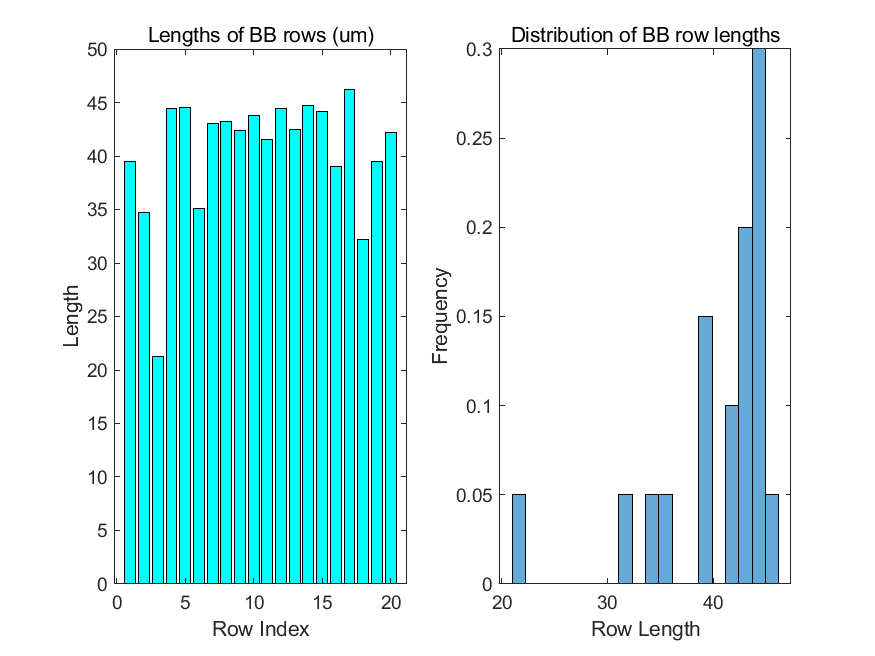 Lengths of BB rows (um)
50
45
40
35
30
25
20
15
10
5
0
Length
0 5 10 15 20
Row Index
Distribution of BB row lengths
0.3
0.25
0.2
0.15
0.1
0.05
0
Frequency
20 30 40
Row Length